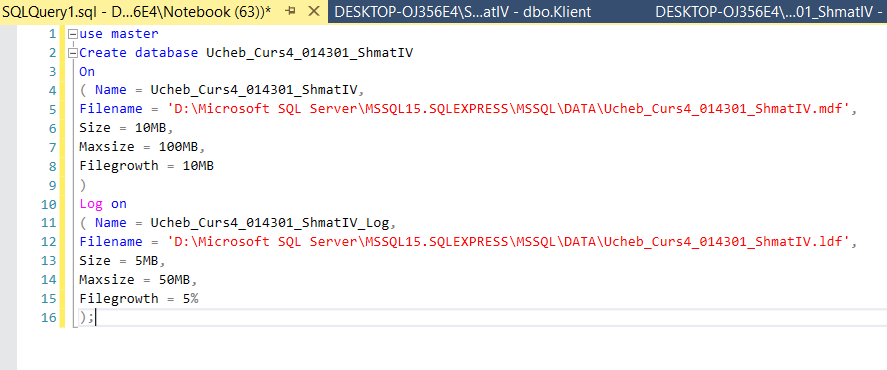 SQLQuery1.sql - D...6E4\Notebook (63))* DESKTOP-OJ356E4\S...atIV - dbo.Klient DESKTOP-OJ356E4\...01_ShmatIV -
1 use master
2 Create database Ucheb_Curs4_014301_ShmatIV
3 On
4 ( Name = Ucheb_Curs4_014301_ShmatIV,
5 Filename = 'D:\Microsoft SQL Server\MSSQL15.SQLEXPRESS\MSSQL\DATA\Ucheb_Curs4_014301_ShmatIV.mdf',
6 Size = 10MB,
7 Maxsize = 100MB,
8 Filegrowth = 10MB
9 )
10 Log on
11 ( Name = Ucheb_Curs4_014301_ShmatIV_Log,
12 Filename = 'D:\Microsoft SQL Server\MSSQL15.SQLEXPRESS\MSSQL\DATA\Ucheb_Curs4_014301_ShmatIV.ldf',
13 Size = 5MB,
14 Maxsize = 50MB,
15 Filegrowth = 5%
16 );